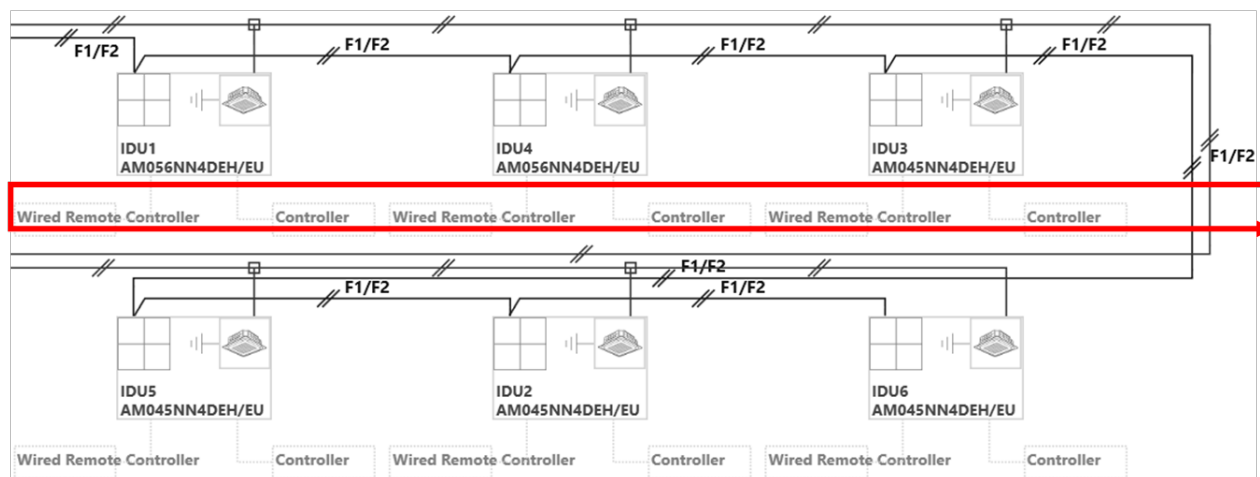 F1/F2 F1/F2 F1/F2 F1/F2
IDU1 IDU4 IDU3
AM056NN4DEH/EU AM056NN4DEH/EU AM045NN4DEH/EU
F1/F2
Wired Remote Controller Controller Wired Remote Controller Controller Wired Remote Controller Controller
F1/F2
F1/F2 F1/F2
IDU5 IDU2 IDU6
AM045NN4DEH/EU AM045NN4DEH/EU AM045NN4DEH/EU
Wired Remote Controller Controller Wired Remote Controller Controller Wired Remote Controller Controller